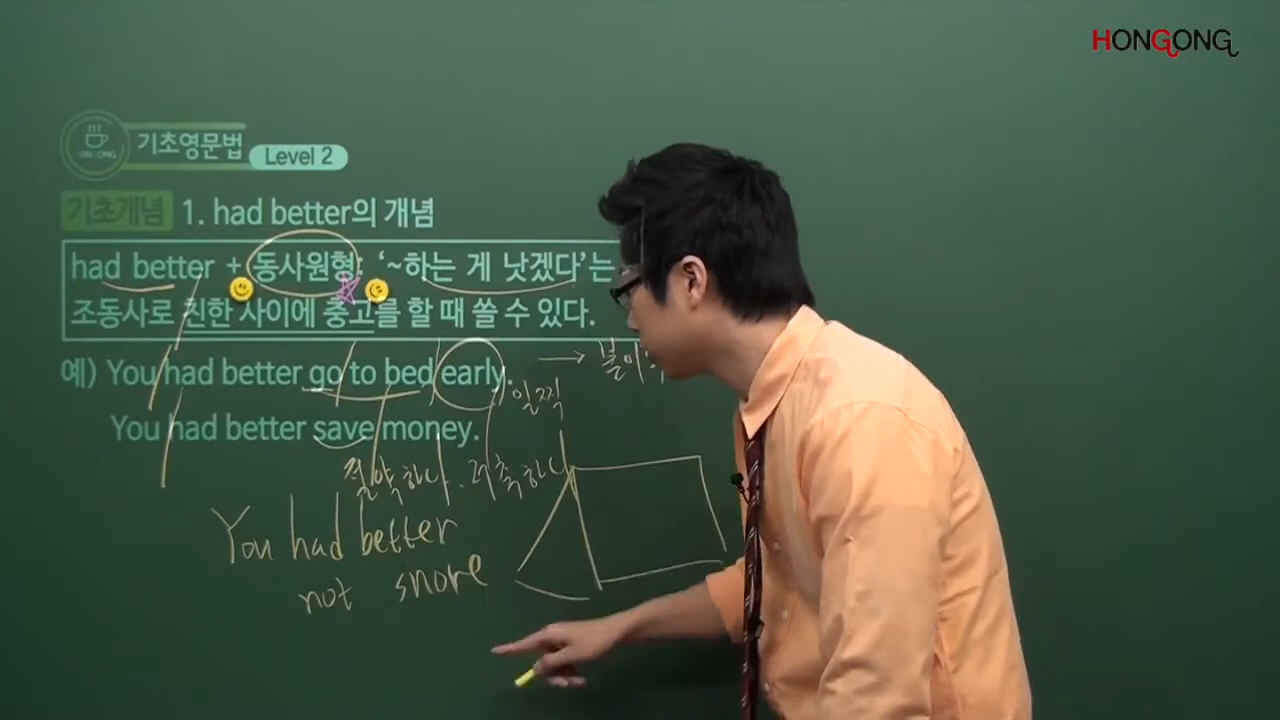 HONGONG
기초영문법
Level 2
기초개념 1. had better의 개념
had better + 동사원형: ‘~하는 게 낫겠다’는
조동사로 친한 사이에 충고를 할 때 쓸 수 있다.
예) You had better go to bed early. → 불이
일찍
You had better save money.
절약하다. 저축하다
You had better
not snore